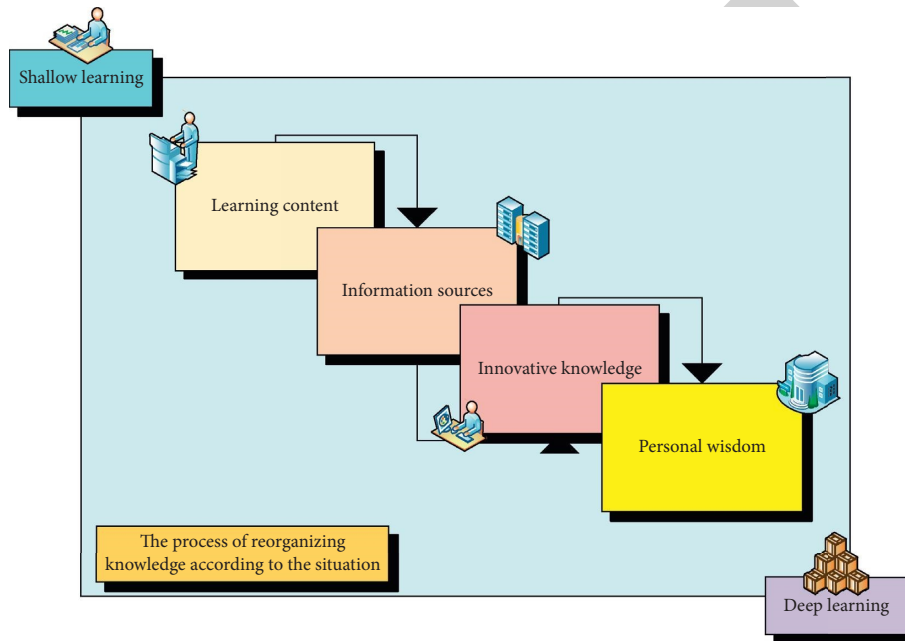 Shallow learning
Learning content
Information sources
Innovative knowledge
Personal wisdom
The process of reorganizing
knowledge according to the situation
Deep learning